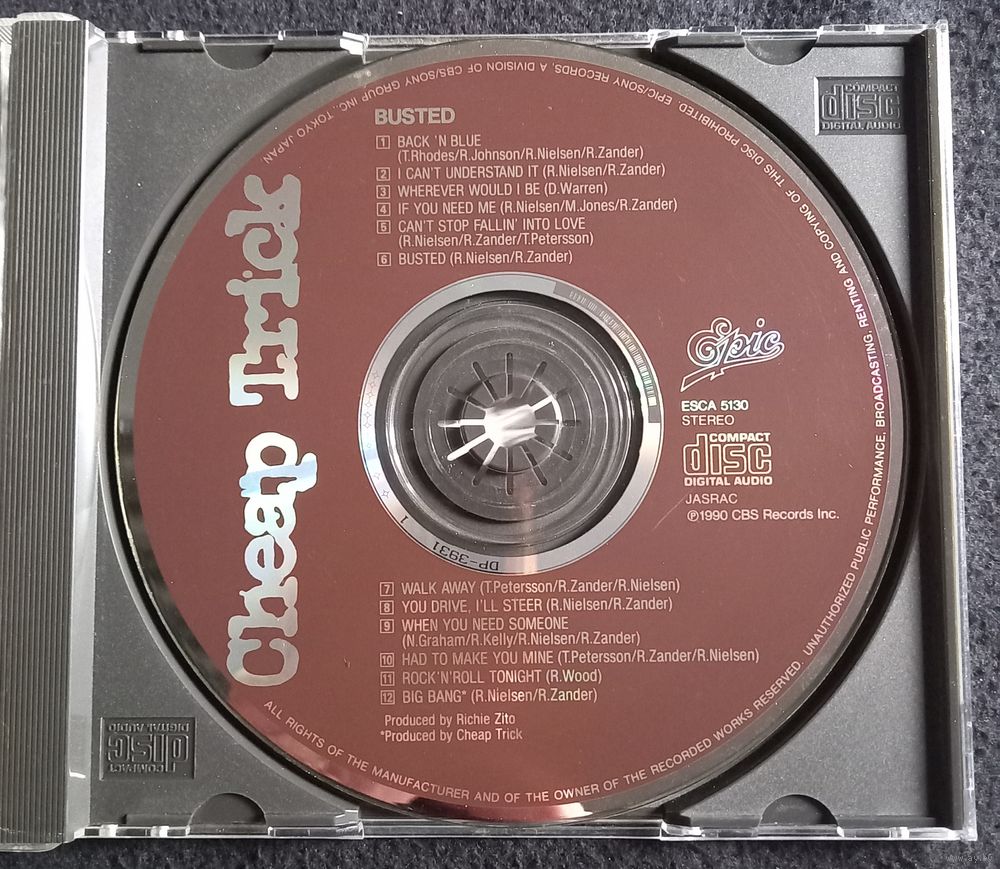 Cheap Trick
BUSTED
1 BACK 'N BLUE
(T.Rhodes/R.Johnson/R.Nielsen/R.Zander)
2 I CAN'T UNDERSTAND IT (R.Nielsen/R.Zander)
3 WHEREVER WOULD I BE (D.Warren)
4 IF YOU NEED ME (R.Nielsen/M.Jones/R.Zander)
5 CAN'T STOP FALLIN' INTO LOVE
(R.Nielsen/R.Zander/T.Petersson)
6 BUSTED (R.Nielsen/R.Zander)
Epic
ESCA 5130
STEREO
COMPACT
disc
DIGITAL AUDIO
JASRAC
℗1990 CBS Records Inc.
DP-3931 1
7 WALK AWAY (T.Petersson/R.Zander/R.Nielsen)
8 YOU DRIVE, I'LL STEER (R.Nielsen/R.Zander)
9 WHEN YOU NEED SOMEONE
(N.Graham/R.Kelly/R.Nielsen/R.Zander)
10 HAD TO MAKE YOU MINE (T.Petersson/R.Zander/R.Nielsen)
11 ROCK'N'ROLL TONIGHT (R.Wood)
12 BIG BANG* (R.Nielsen/R.Zander)
Produced by Richie Zito
*Produced by Cheap Trick
ALL RIGHTS OF THE MANUFACTURER AND OF THE OWNER OF THE RECORDED WORKS RESERVED. UNAUTHORIZED PUBLIC PERFORMANCE, BROADCASTING, RENTING AND COPYING OF THIS DISC PROHIBITED. EPIC/SONY RECORDS, A DIVISION OF CBS/SONY GROUP INC., TOKYO JAPAN
COMPACT
disc
DIGITAL AUDIO
COMPACT
disc
DIGITAL AUDIO